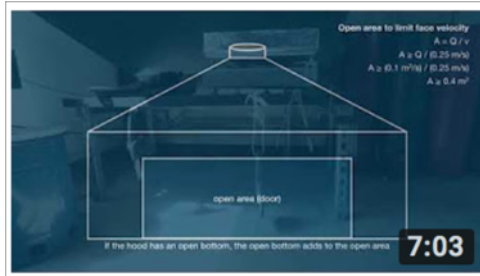 Open area to limit face velocity
A = Q / v
A ≥ Q / (0.25 m/s)
A ≥ (0.1 m³/s) / (0.25 m/s)
A ≥ 0.4 m²
open area (door)
If the hood has an open bottom, the open bottom adds to the open area
7:03